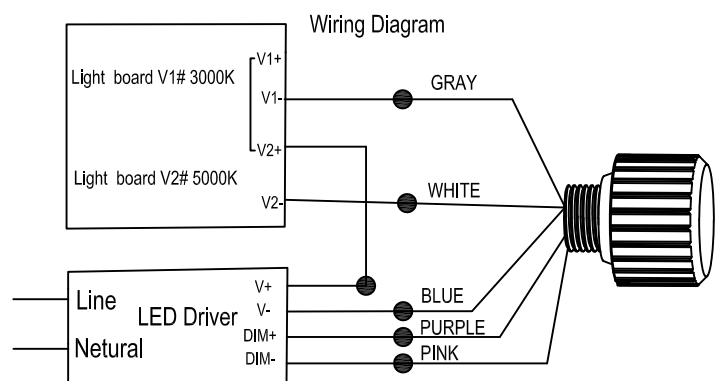 Wiring Diagram
Light board V1# 3000K
V1+
GRAY
V1-
V2+
Light board V2# 5000K
WHITE
V2-
V+
BLUE
Line
LED Driver
V-
PURPLE
DIM+
Netural
PINK
DIM-